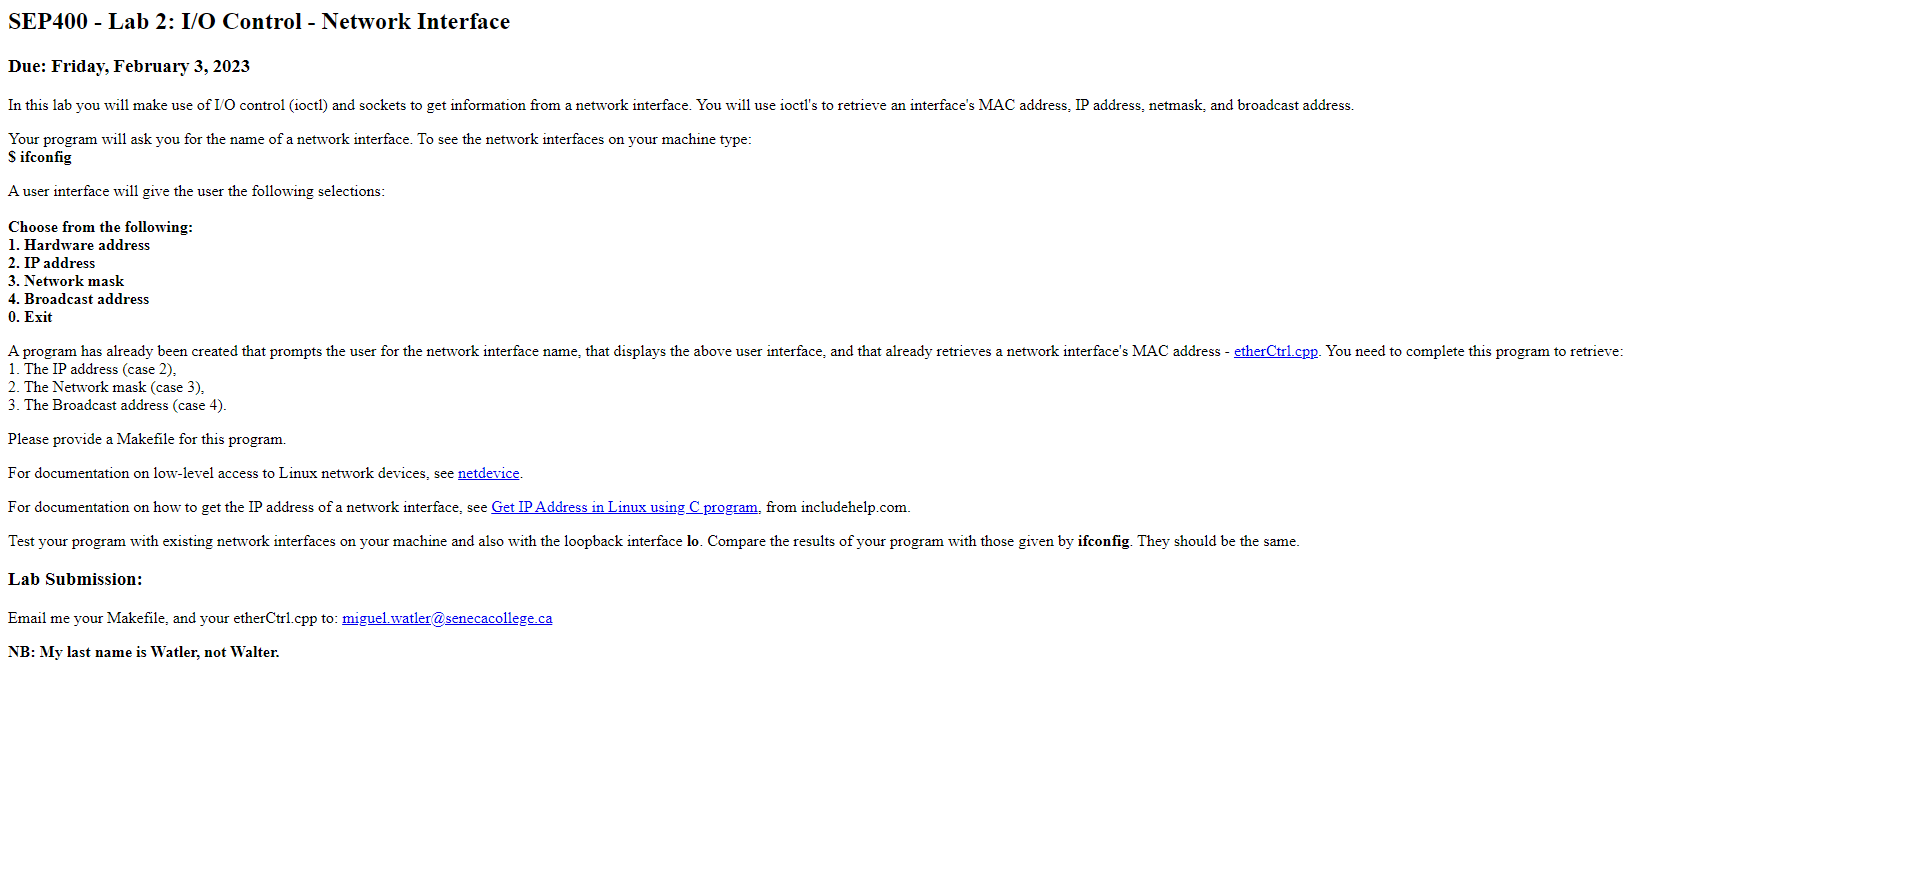 SEP400 - Lab 2: I/O Control - Network Interface
Due: Friday, February 3, 2023
In this lab you will make use of I/O control (ioctl) and sockets to get information from a network interface. You will use ioctl's to retrieve an interface's MAC address, IP address, netmask, and broadcast address.
Your program will ask you for the name of a network interface. To see the network interfaces on your machine type:
$ ifconfig
A user interface will give the user the following selections:
Choose from the following:
1. Hardware address
2. IP address
3. Network mask
4. Broadcast address
0. Exit
A program has already been created that prompts the user for the network interface name, that displays the above user interface, and that already retrieves a network interface's MAC address - etherCtrl.cpp. You need to complete this program to retrieve:
1. The IP address (case 2),
2. The Network mask (case 3),
3. The Broadcast address (case 4).
Please provide a Makefile for this program.
For documentation on low-level access to Linux network devices, see netdevice.
For documentation on how to get the IP address of a network interface, see Get IP Address in Linux using C program, from includehelp.com.
Test your program with existing network interfaces on your machine and also with the loopback interface lo. Compare the results of your program with those given by ifconfig. They should be the same.
Lab Submission:
Email me your Makefile, and your etherCtrl.cpp to: miguel.watler@senecacollege.ca
NB: My last name is Watler, not Walter.